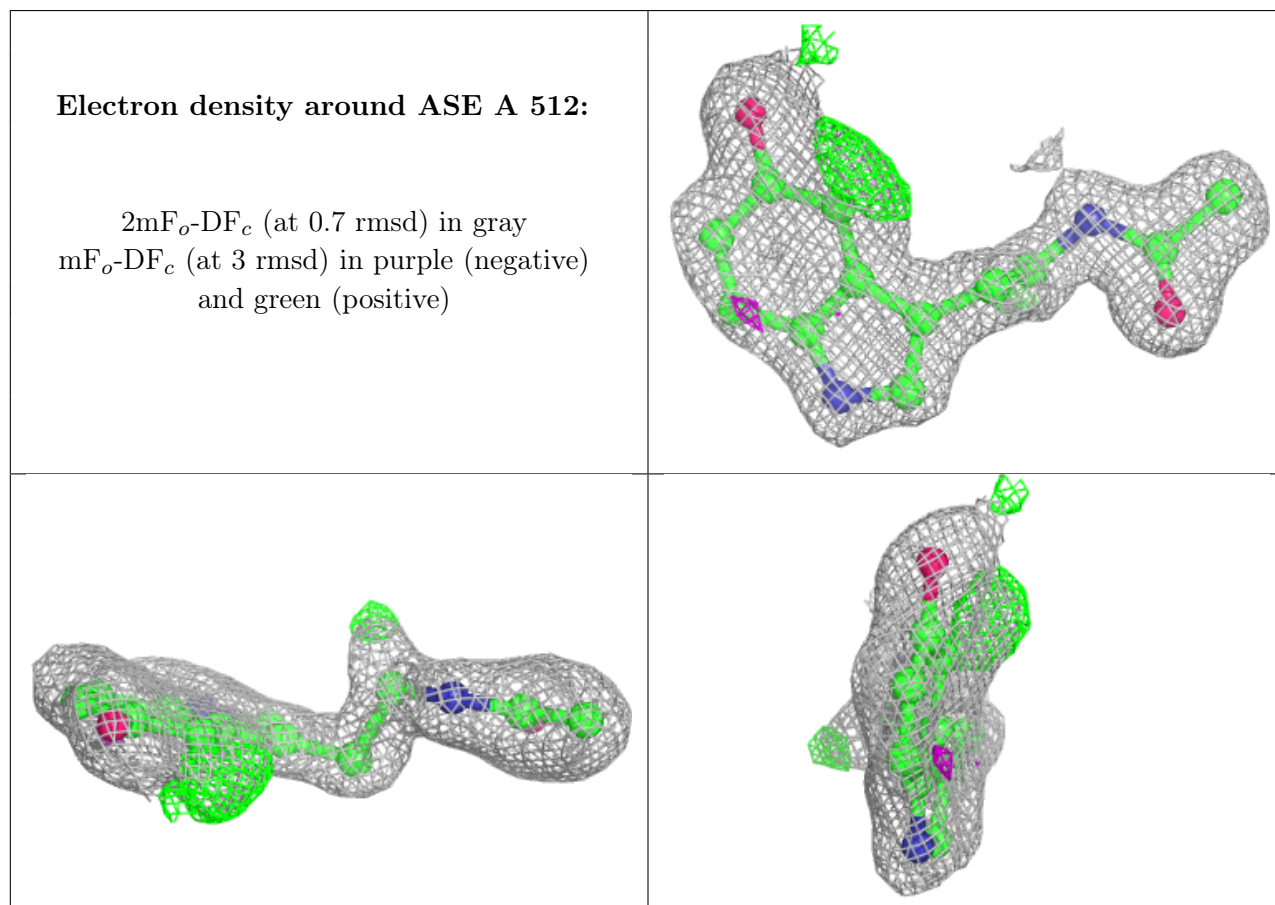 Electron density around ASE A 512:
2mFo-DFc (at 0.7 rmsd) in gray
mFo-DFc (at 3 rmsd) in purple (negative)
and green (positive)